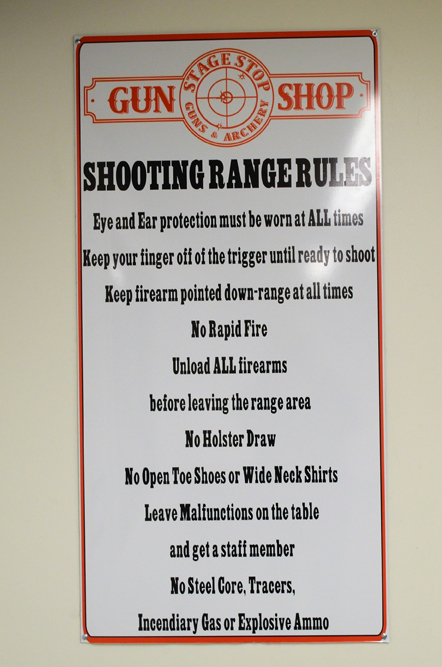 STAGE STOP
GUN SHOP
GUNS & ARCHERY
SHOOTING RANGE RULES
Eye and Ear protection must be worn at ALL times
Keep your finger off of the trigger until ready to shoot
Keep firearm pointed down-range at all times
No Rapid Fire
Unload ALL firearms
before leaving the range area
No Holster Draw
No Open Toe Shoes or Wide Neck Shirts
Leave Malfunctions on the table
and get a staff member
No Steel Core, Tracers,
Incendiary Gas or Explosive Ammo